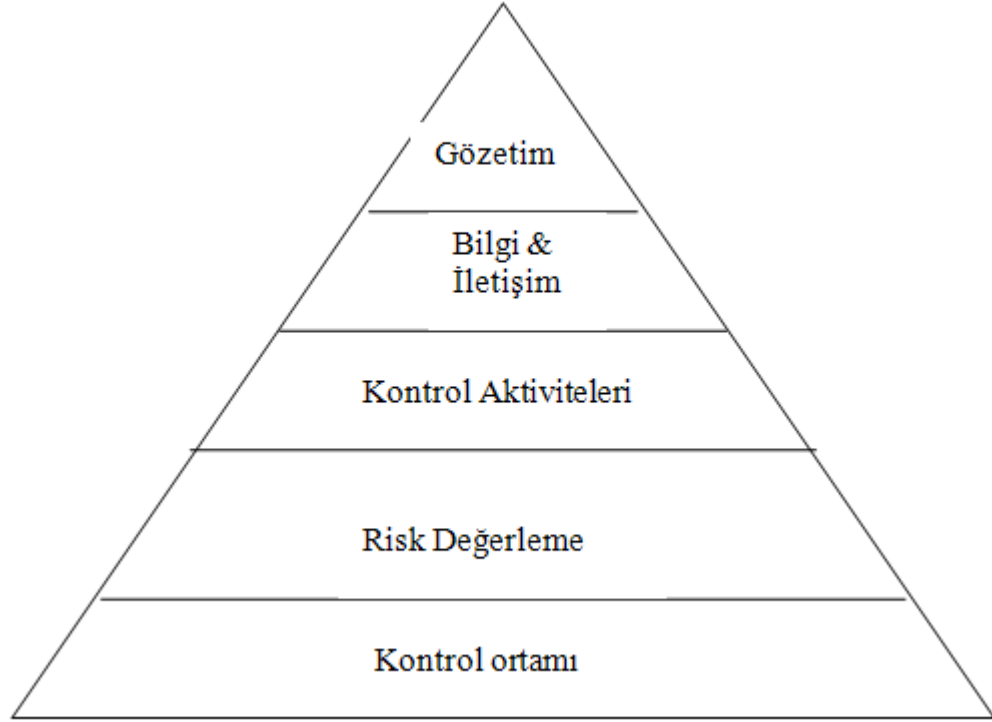 Gözetim
Bilgi &
İletişim
Kontrol Aktiviteleri
Risk Değerleme
Kontrol ortamı